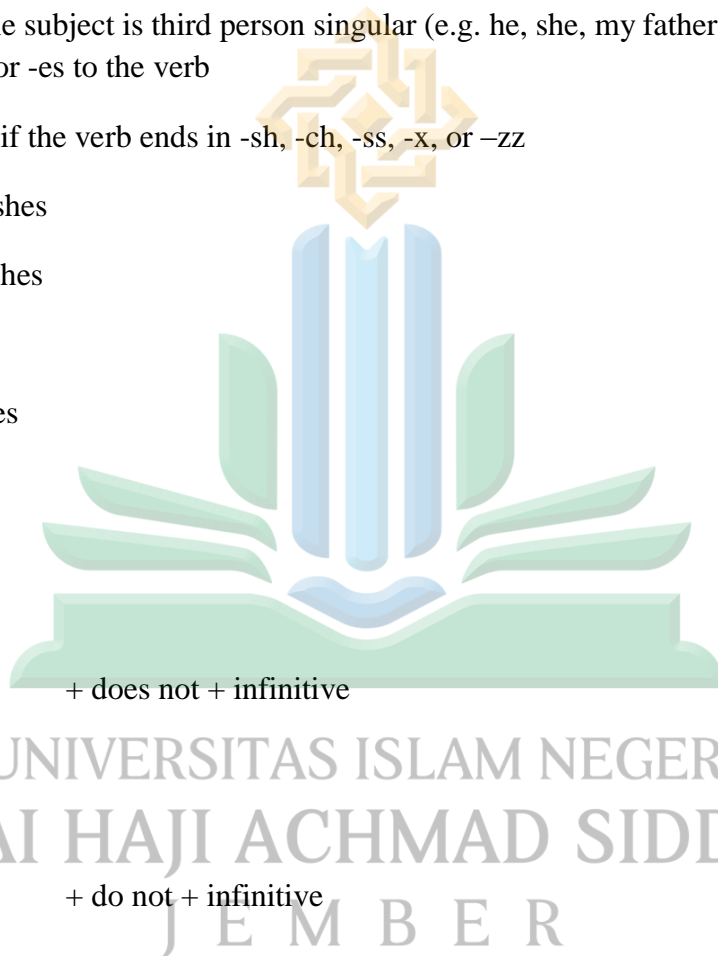 e subject is third person singular (e.g. he, she, my father
or -es to the verb
if the verb ends in -sh, -ch, -ss, -x, or –zz
shes
hes
es
+ does not + infinitive
UNIVERSITAS ISLAM NEGER
AI HAJI ACHMAD SIDD
+ do not + infinitive
J E M B E R